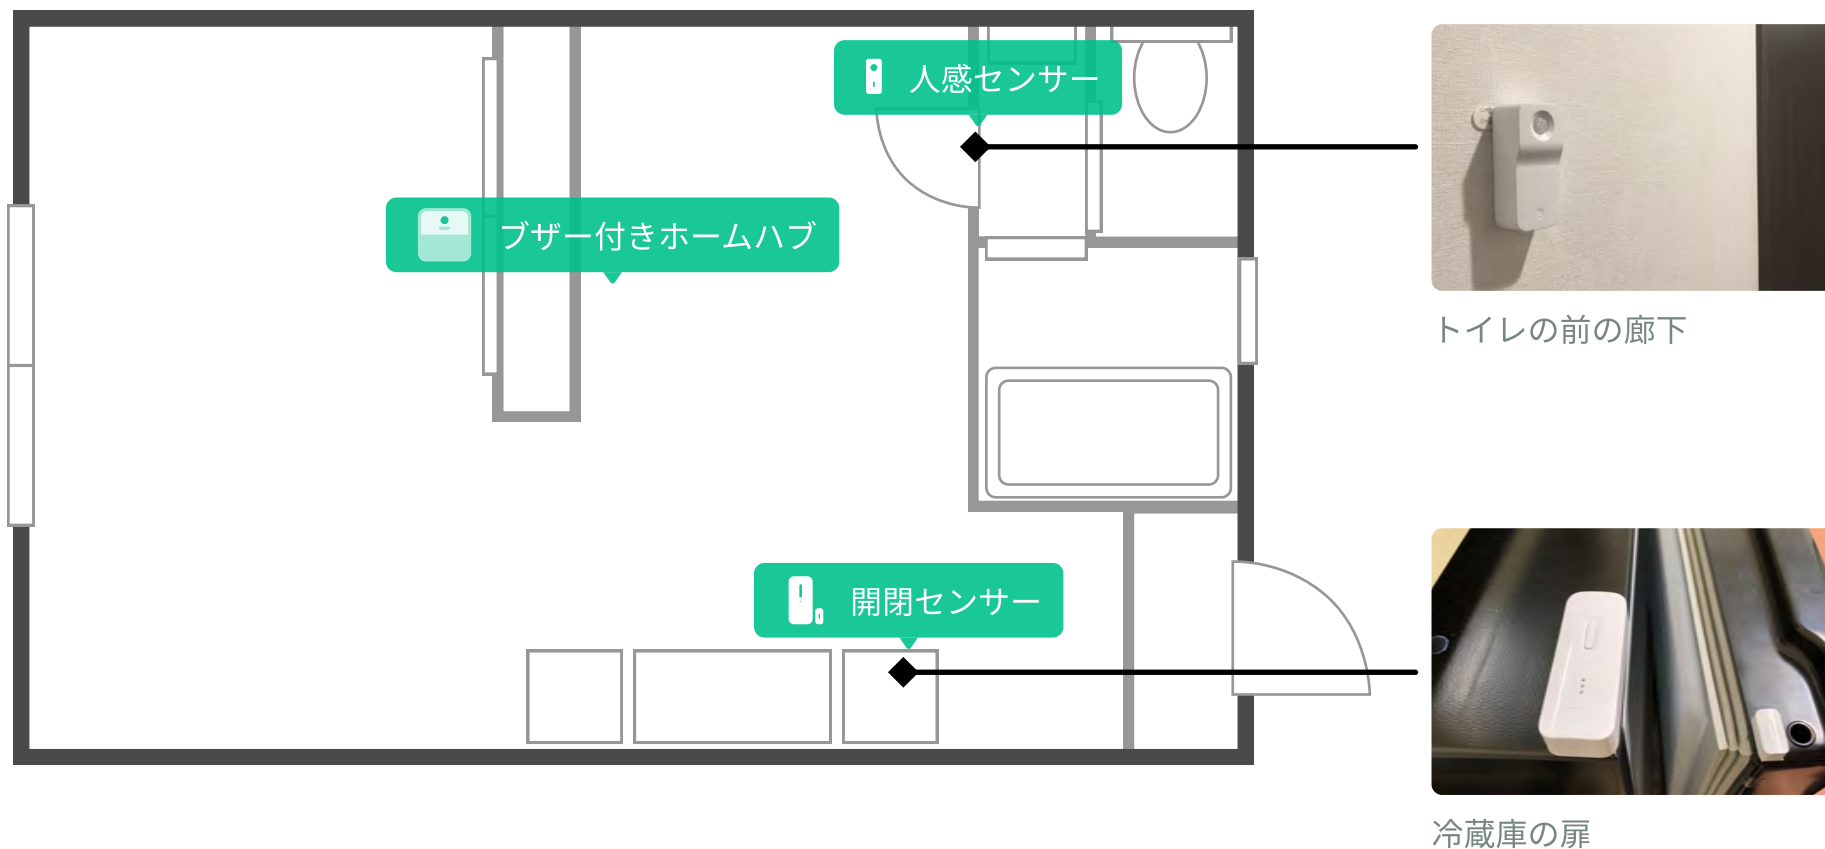 人感センサー
ブザー付きホームハブ
トイレの前の廊下
開閉センサー
冷蔵庫の扉